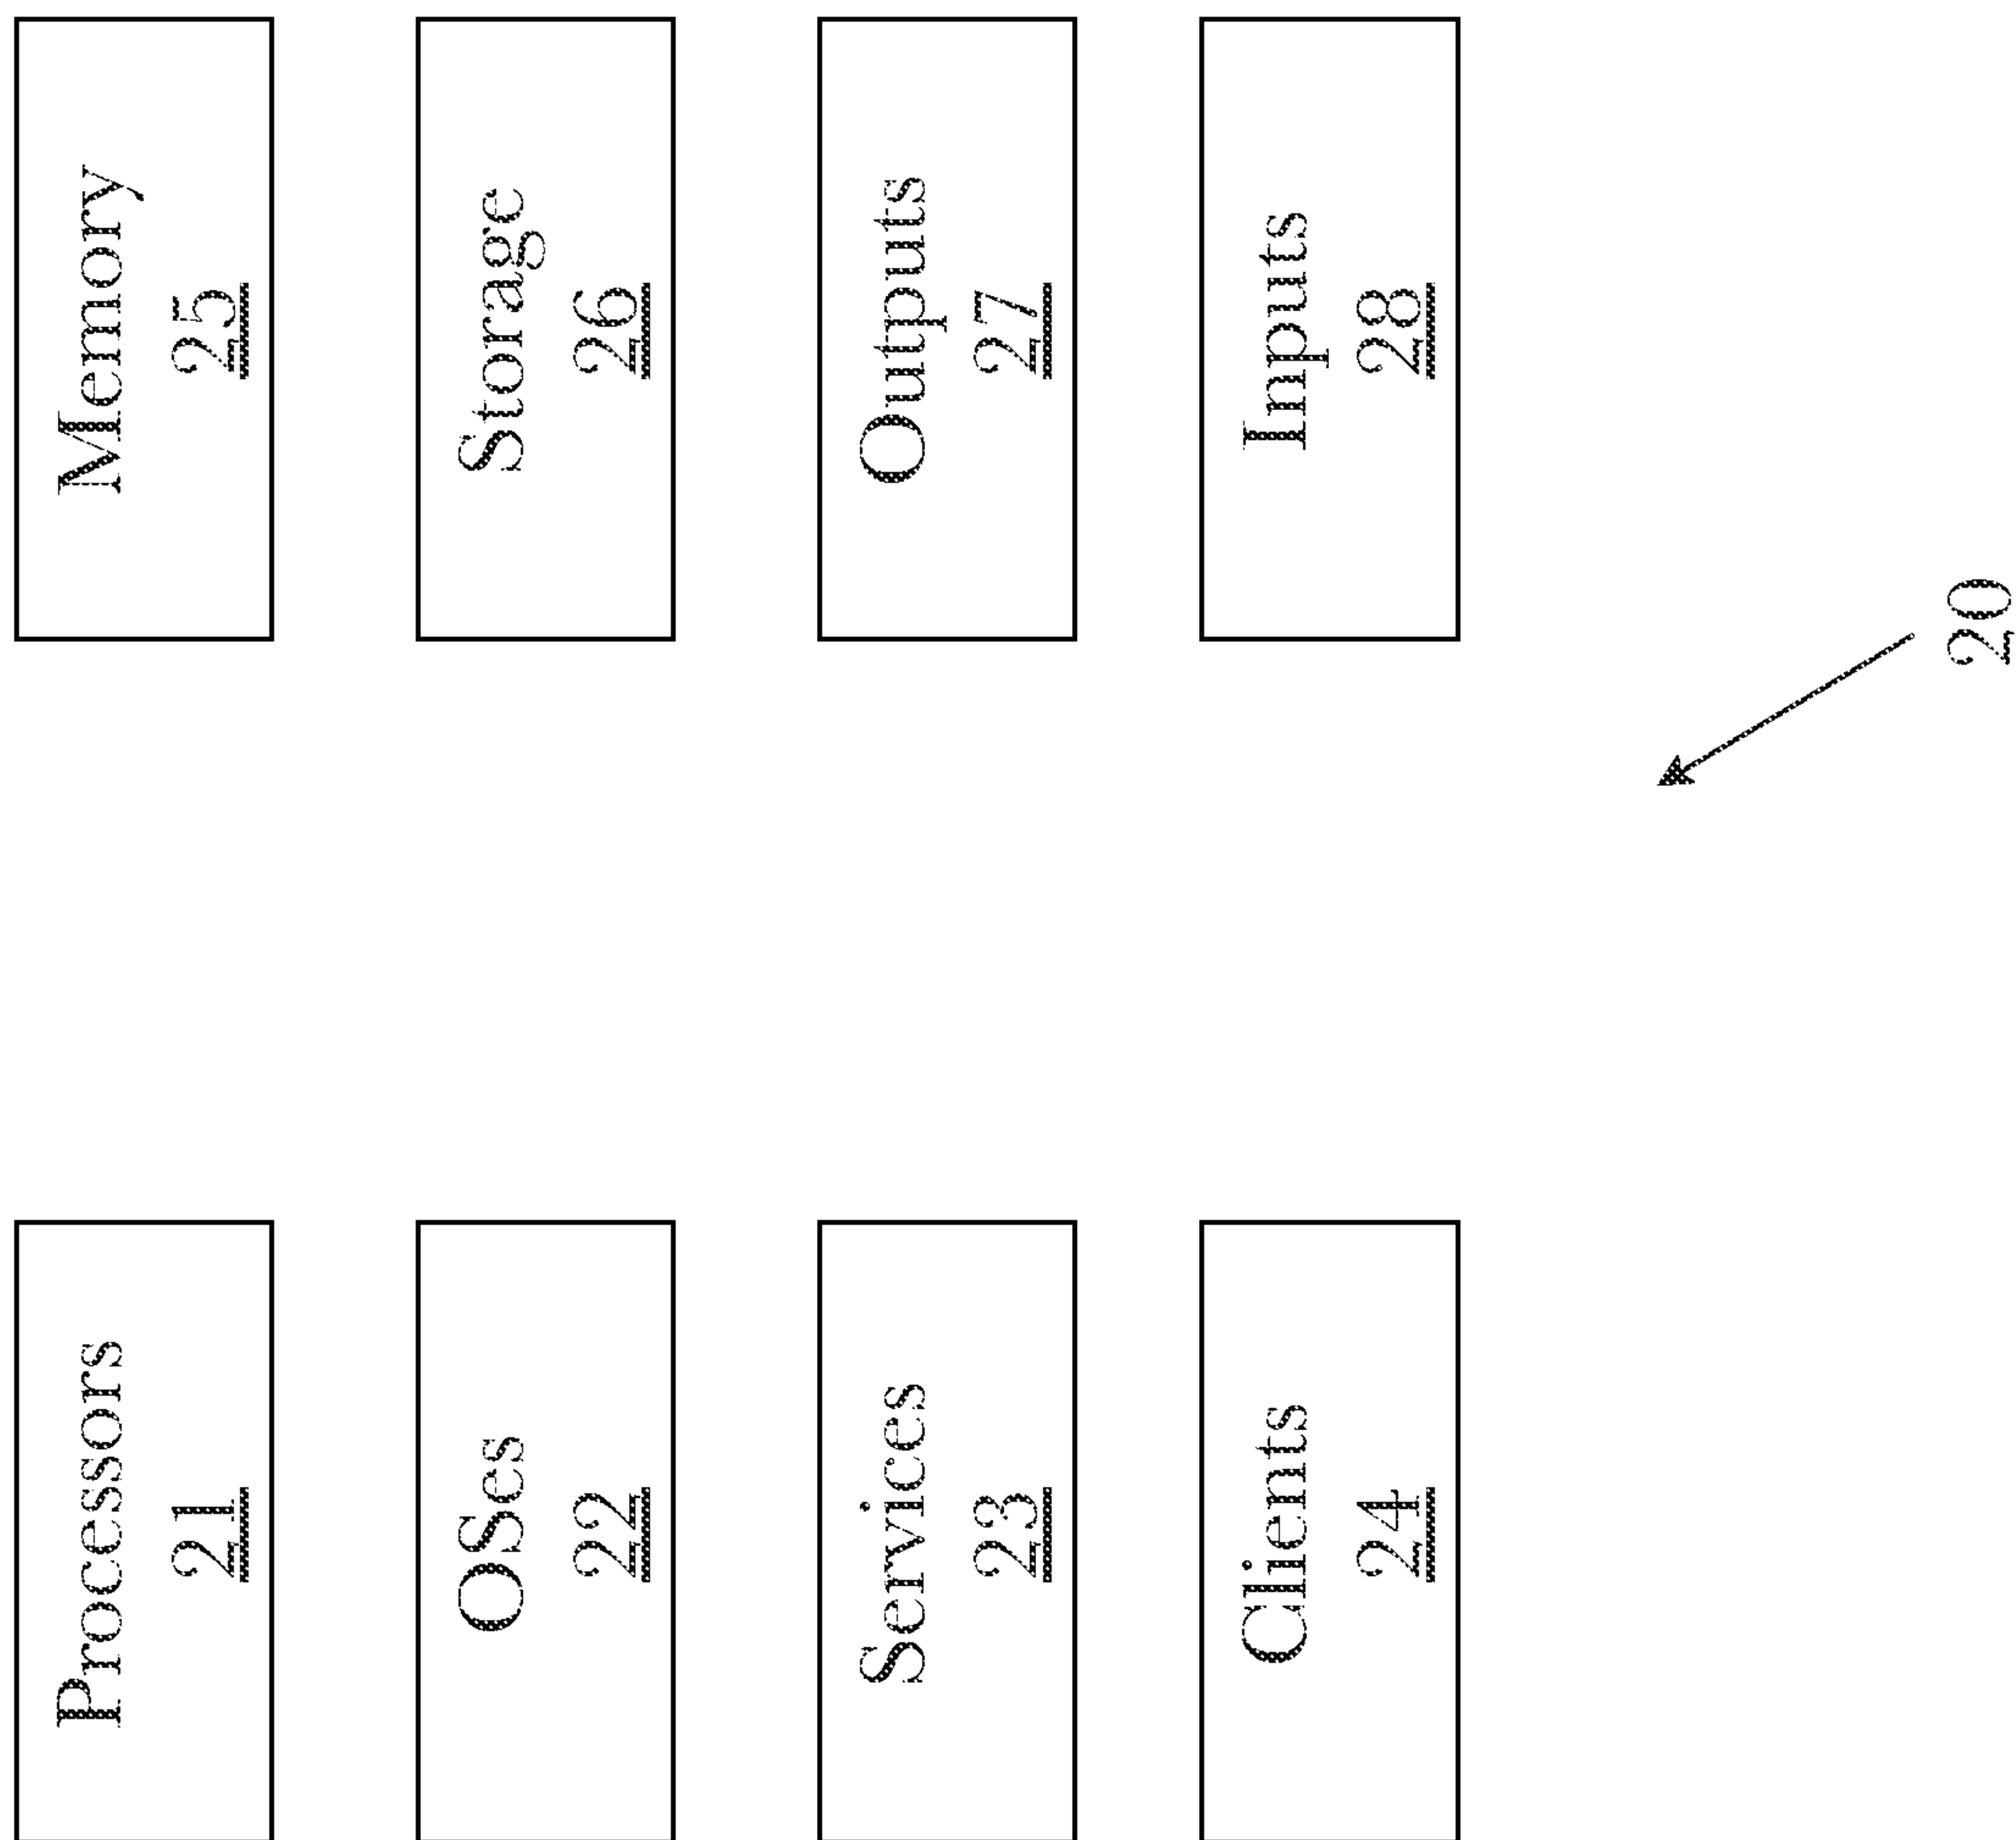 Processors
21
Memory
25
OSes
22
Storage
26
Services
23
Outputs
27
Clients
24
Inputs
28
20